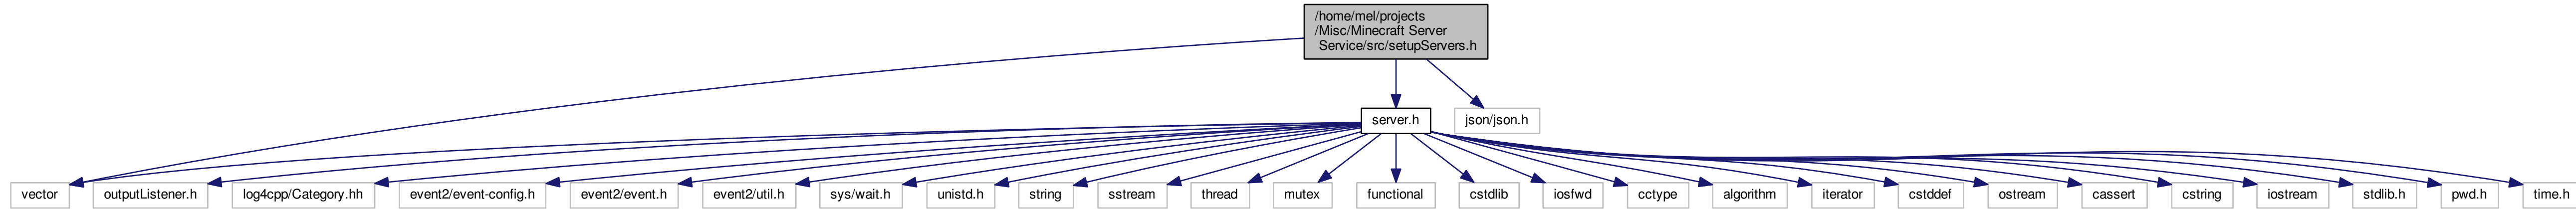 /home/mel/projects
/Misc/Minecraft Server
Service/src/setupServers.h
server.h
json/json.h
vector
outputListener.h
log4cpp/Category.hh
event2/event-config.h
event2/event.h
event2/util.h
sys/wait.h
unistd.h
string
sstream
thread
mutex
functional
cstdlib
iosfwd
cctype
algorithm
iterator
cstddef
ostream
cassert
cstring
iostream
stdlib.h
pwd.h
time.h